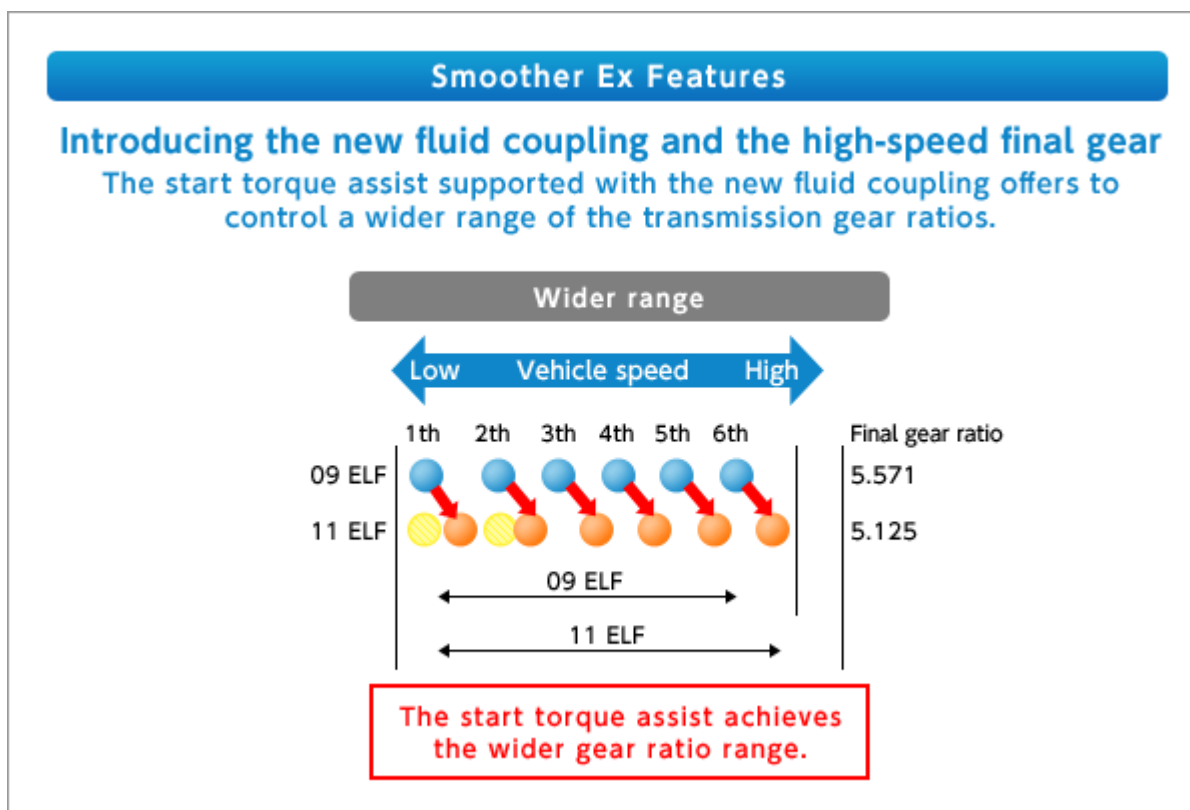 Smoother Ex Features
Introducing the new fluid coupling and the high-speed final gear
The start torque assist supported with the new fluid coupling offers to
control a wider range of the transmission gear ratios.
Wider range
Low Vehicle speed High
1th 2th 3th 4th 5th 6th Final gear ratio
09 ELF 5.571
11 ELF 5.125
09 ELF
11 ELF
The start torque assist achieves
the wider gear ratio range.